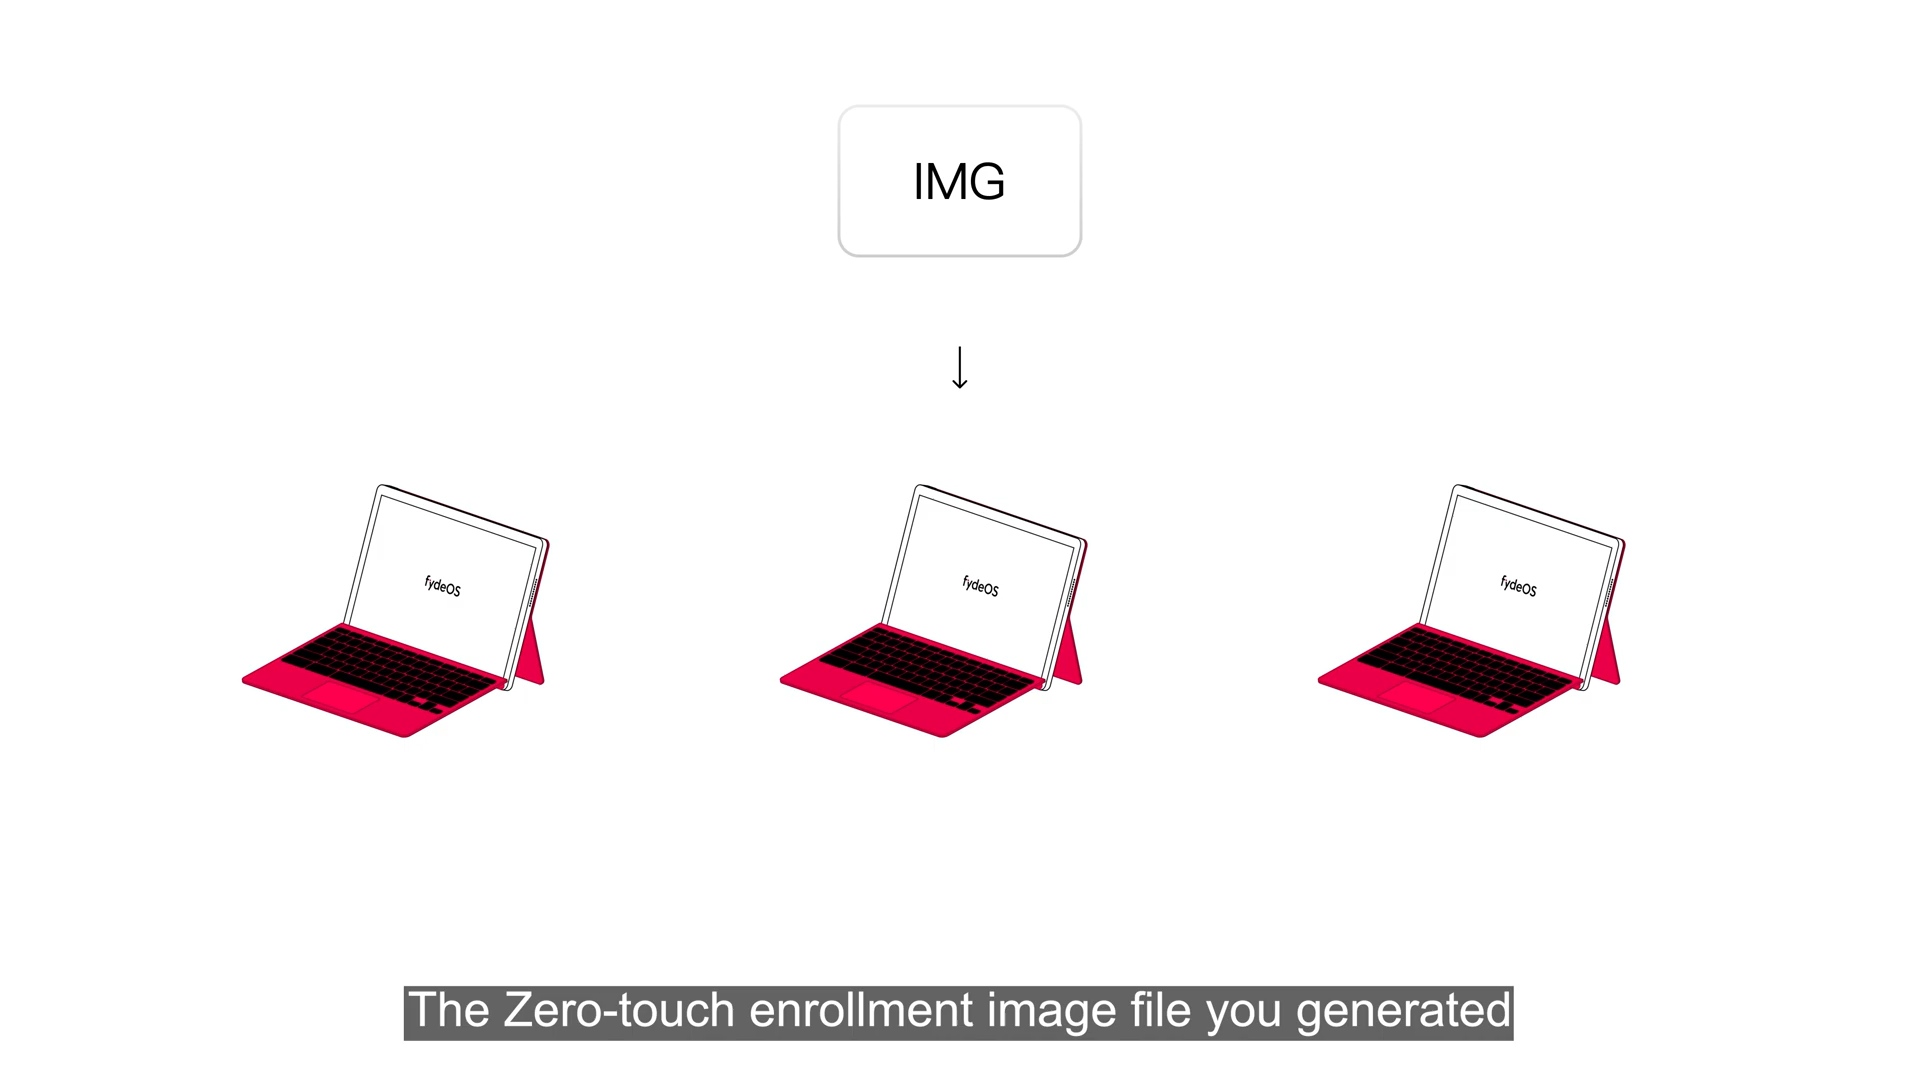 IMG
fydeOS
fydeOS
fydeOS
The Zero-touch enrollment image file you generated